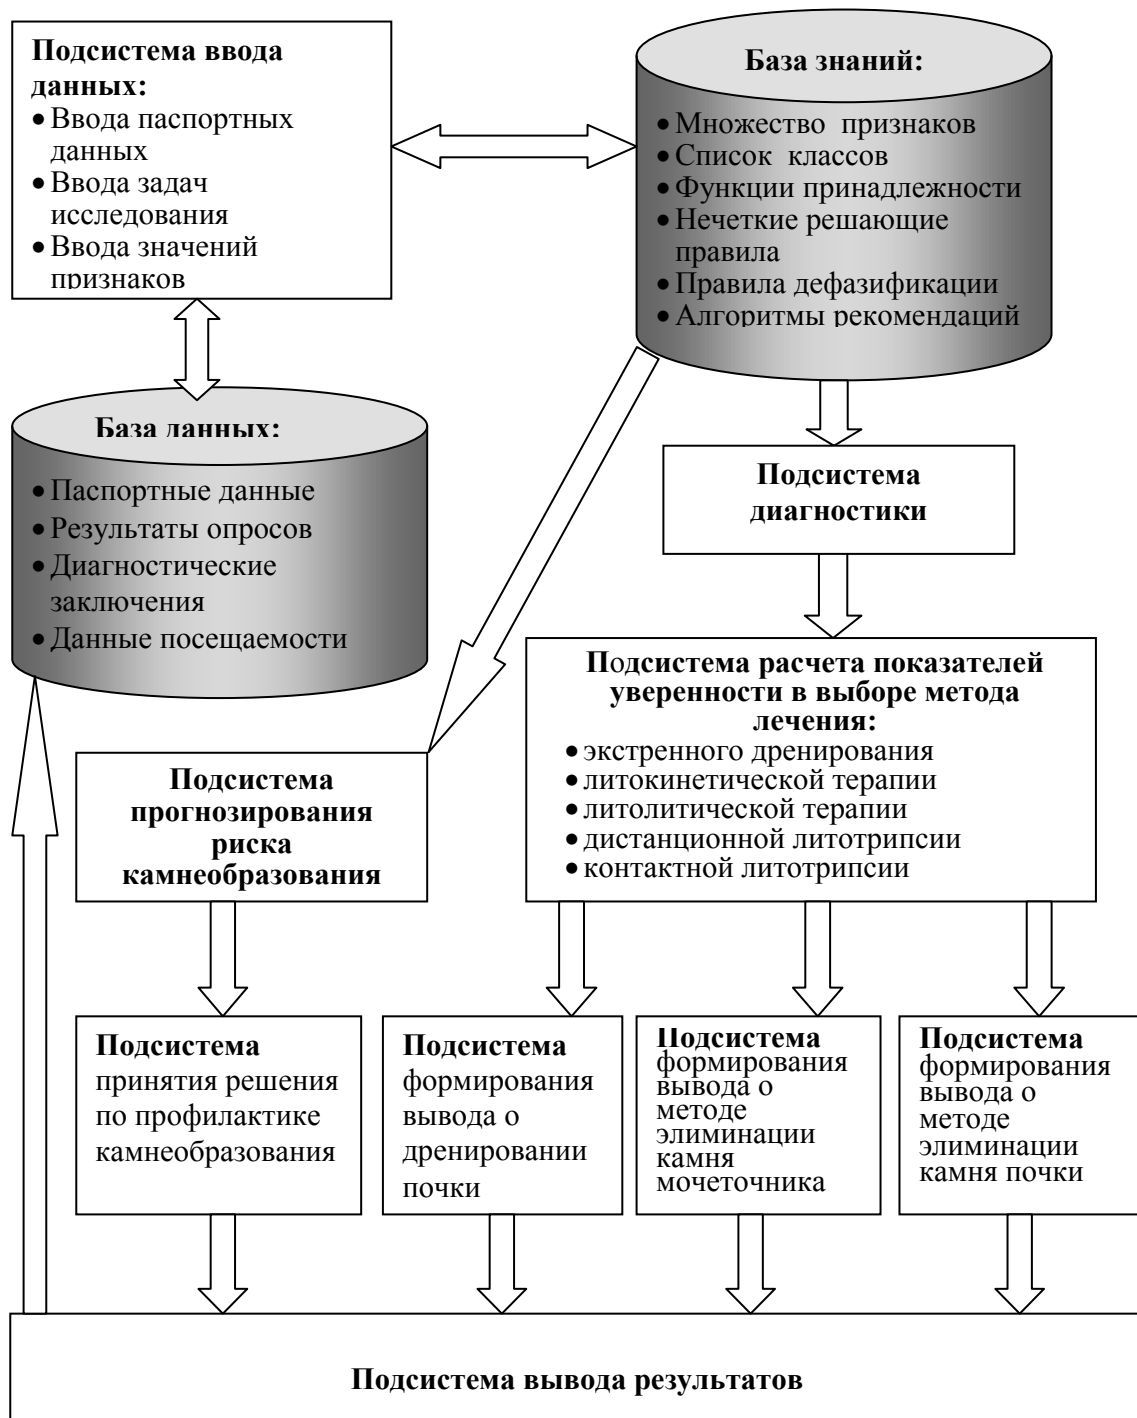 Подсистема ввода
данных:
• Ввода паспортных
данных
• Ввода задач
исследования
• Ввода значений
признаков
База знаний:
• Множество признаков
• Список классов
• Функции принадлежности
• Нечеткие решающие
правила
• Правила дефазификации
• Алгоритмы рекомендаций
База данных:
• Паспортные данные
• Результаты опросов
• Диагностические
заключения
• Данные посещаемости
Подсистема
диагностики
Подсистема расчета показателей
уверенности в выборе метода
лечения:
• экстренного дренирования
• литокинетической терапии
• литолитической терапии
• дистанционной литотрипсии
• контактной литотрипсии
Подсистема
прогнозирования
риска
камнеобразования
Подсистема
принятия решения
по профилактике
камнеобразования
Подсистема
формирования
вывода о
дренировании
почки
Подсистема
формирования
вывода о
методе
элиминации
камня
мочеточника
Подсистема
формирования
вывода о
методе
элиминации
камня почки
Подсистема вывода результатов